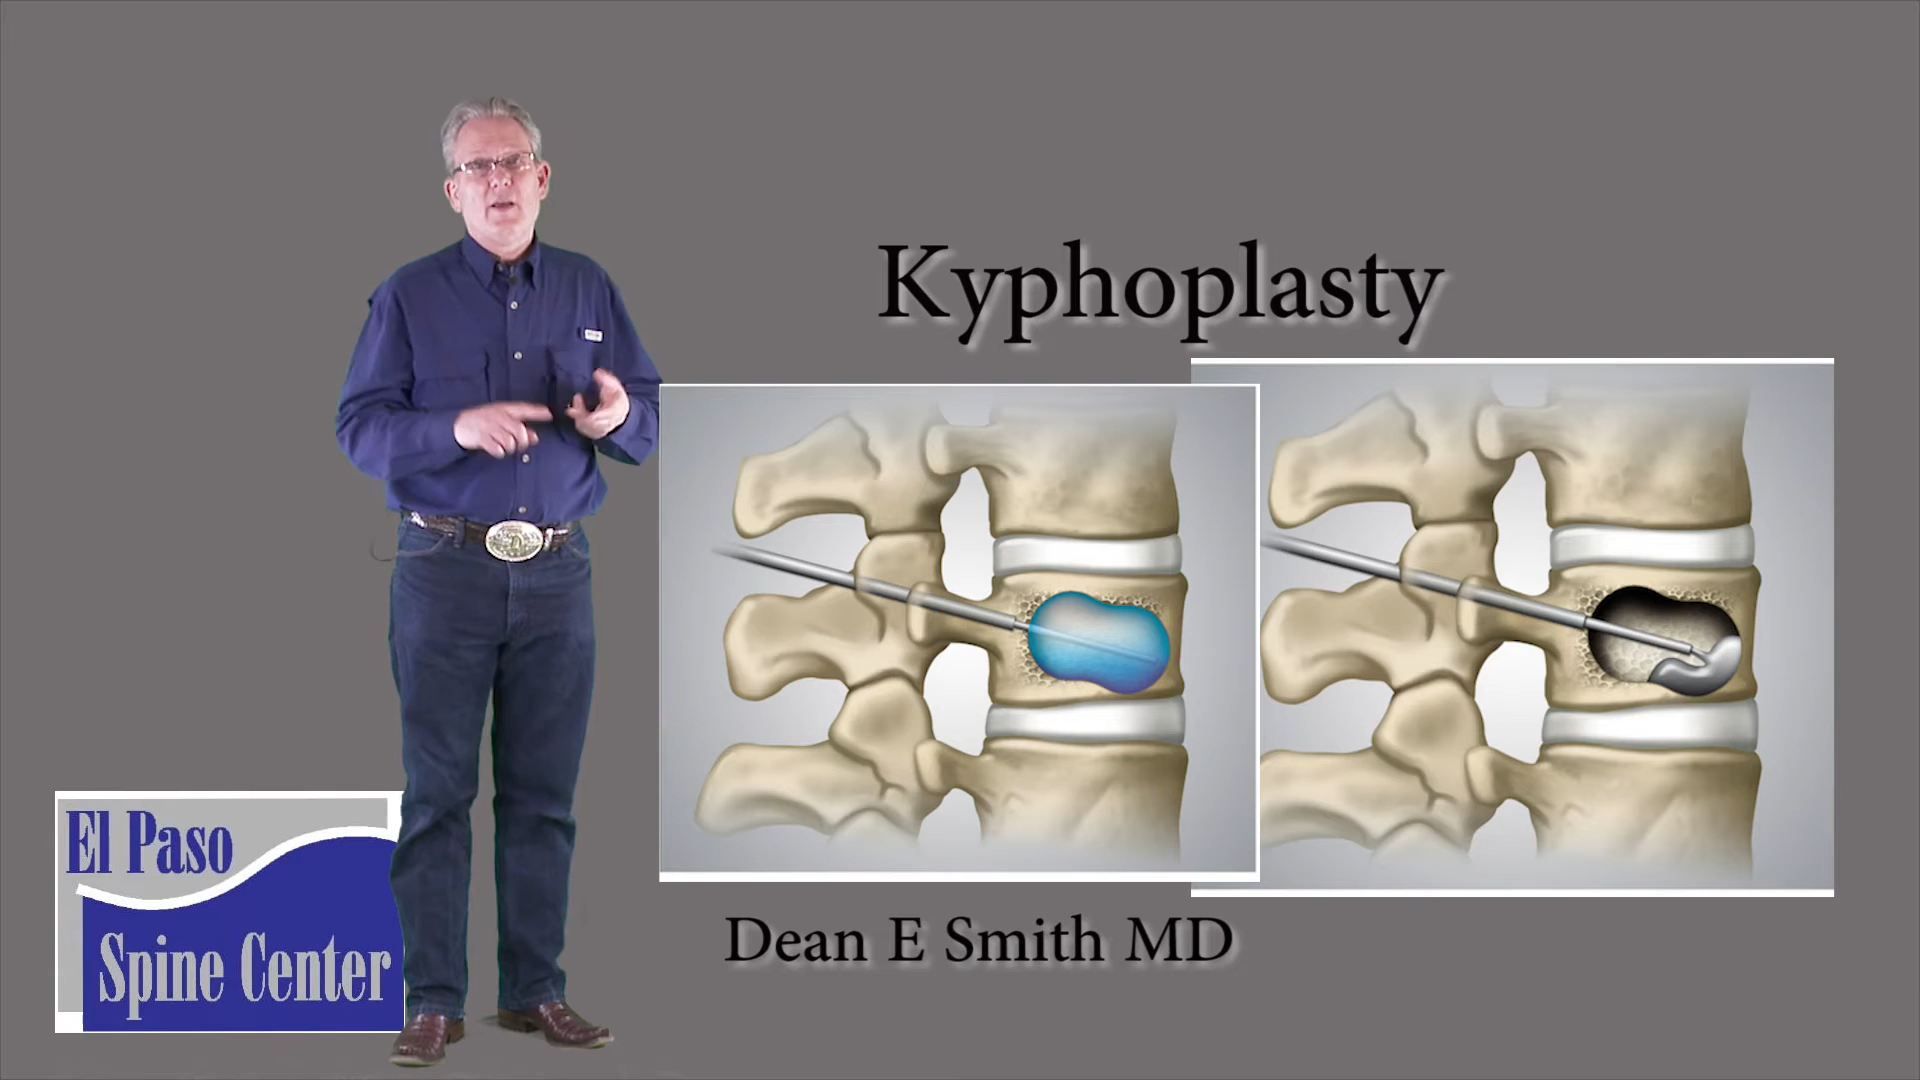 Kyphoplasty
Dean E Smith MD
El Paso
Spine Center